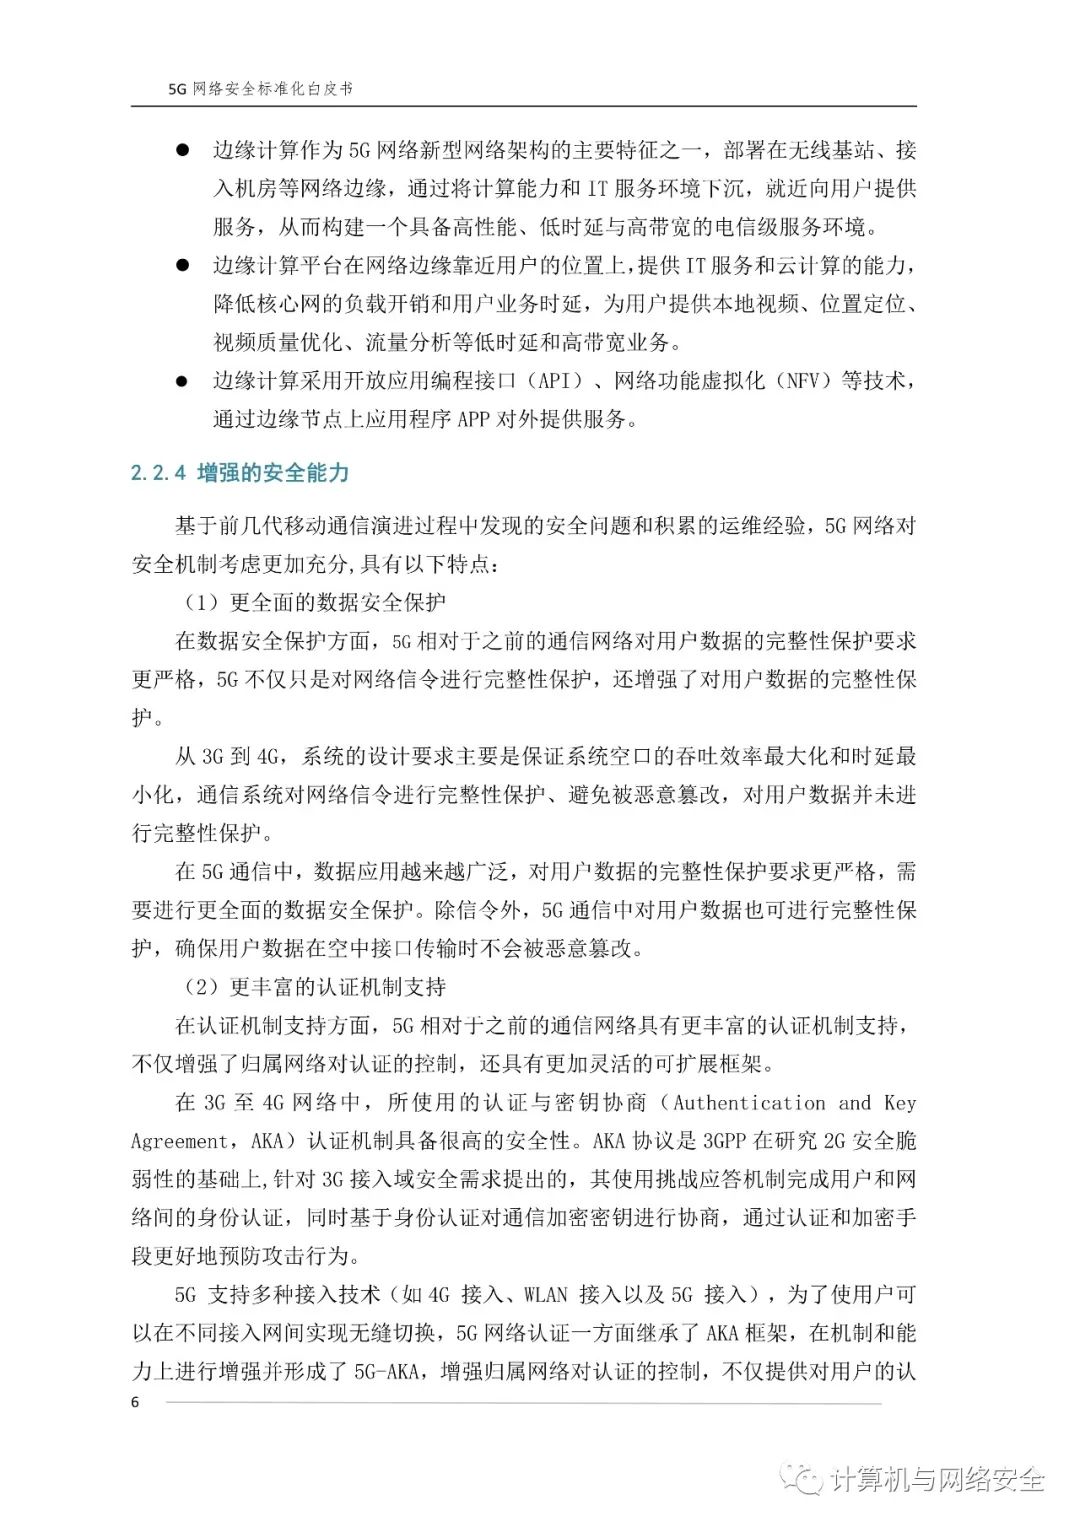 5G 网络安全标准化白皮书
● 边缘计算作为 5G 网络新型网络架构的主要特征之一，部署在无线基站、接
入机房等网络边缘，通过将计算能力和 IT 服务环境下沉，就近向用户提供
服务，从而构建一个具备高性能、低时延与高带宽的电信级服务环境。
● 边缘计算平台在网络边缘靠近用户的位置上,提供 IT 服务和云计算的能力，
降低核心网的负载开销和用户业务时延，为用户提供本地视频、位置定位、
视频质量优化、流量分析等低时延和高带宽业务。
● 边缘计算采用开放应用编程接口（API）、网络功能虚拟化（NFV）等技术，
通过边缘节点上应用程序 APP 对外提供服务。
2.2.4 增强的安全能力
基于前几代移动通信演进过程中发现的安全问题和积累的运维经验，5G 网络对
安全机制考虑更加充分,具有以下特点：
（1）更全面的数据安全保护
在数据安全保护方面，5G 相对于之前的通信网络对用户数据的完整性保护要求
更严格，5G 不仅只是对网络信令进行完整性保护，还增强了对用户数据的完整性保
护。
从 3G 到 4G，系统的设计要求主要是保证系统空口的吞吐效率最大化和时延最
小化，通信系统对网络信令进行完整性保护、避免被恶意篡改，对用户数据并未进
行完整性保护。
在 5G 通信中，数据应用越来越广泛，对用户数据的完整性保护要求更严格，需
要进行更全面的数据安全保护。除信令外，5G 通信中对用户数据也可进行完整性保
护，确保用户数据在空中接口传输时不会被恶意篡改。
（2）更丰富的认证机制支持
在认证机制支持方面，5G 相对于之前的通信网络具有更丰富的认证机制支持，
不仅增强了归属网络对认证的控制，还具有更加灵活的可扩展框架。
在 3G 至 4G 网络中，所使用的认证与密钥协商（Authentication and Key
Agreement，AKA）认证机制具备很高的安全性。AKA 协议是 3GPP 在研究 2G 安全脆
弱性的基础上,针对 3G 接入域安全需求提出的，其使用挑战应答机制完成用户和网
络间的身份认证，同时基于身份认证对通信加密密钥进行协商，通过认证和加密手
段更好地预防攻击行为。
5G 支持多种接入技术（如 4G 接入、WLAN 接入以及 5G 接入），为了使用户可
以在不同接入网间实现无缝切换，5G 网络认证一方面继承了 AKA 框架，在机制和能
力上进行增强并形成了 5G-AKA，增强归属网络对认证的控制，不仅提供对用户的认
6
计算机与网络安全